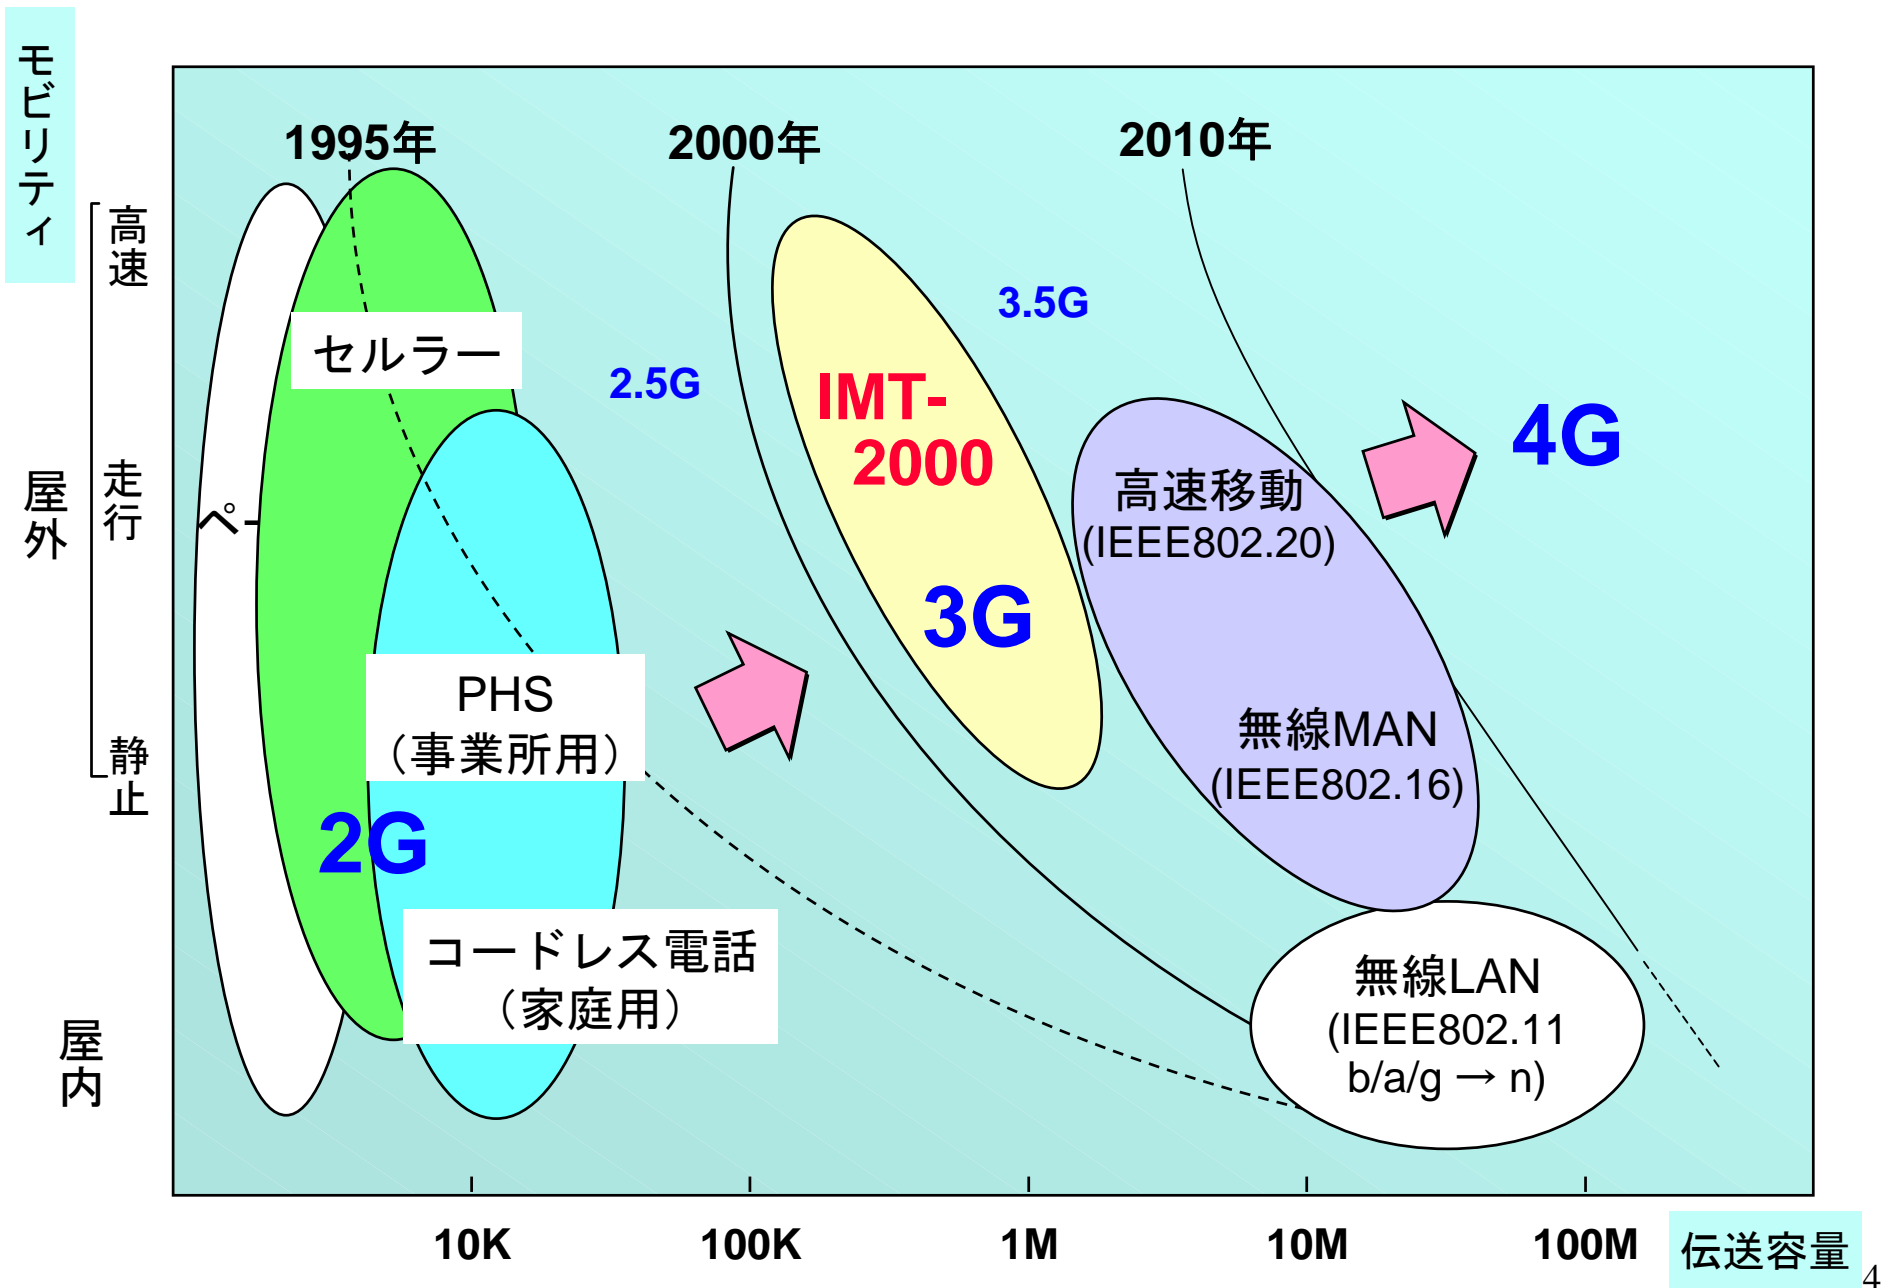 モビリティ
1995年
2000年
2010年
高速
3.5G
セルラー
2.5G
IMT-
2000
4G
屋外
走行
ペー
高速移動
(IEEE802.20)
3G
PHS
（事業所用）
無線MAN
(IEEE802.16)
静止
2G
コードレス電話
（家庭用）
無線LAN
(IEEE802.11
b/a/g → n)
屋内
10K
100K
1M
10M
100M
伝送容量
4